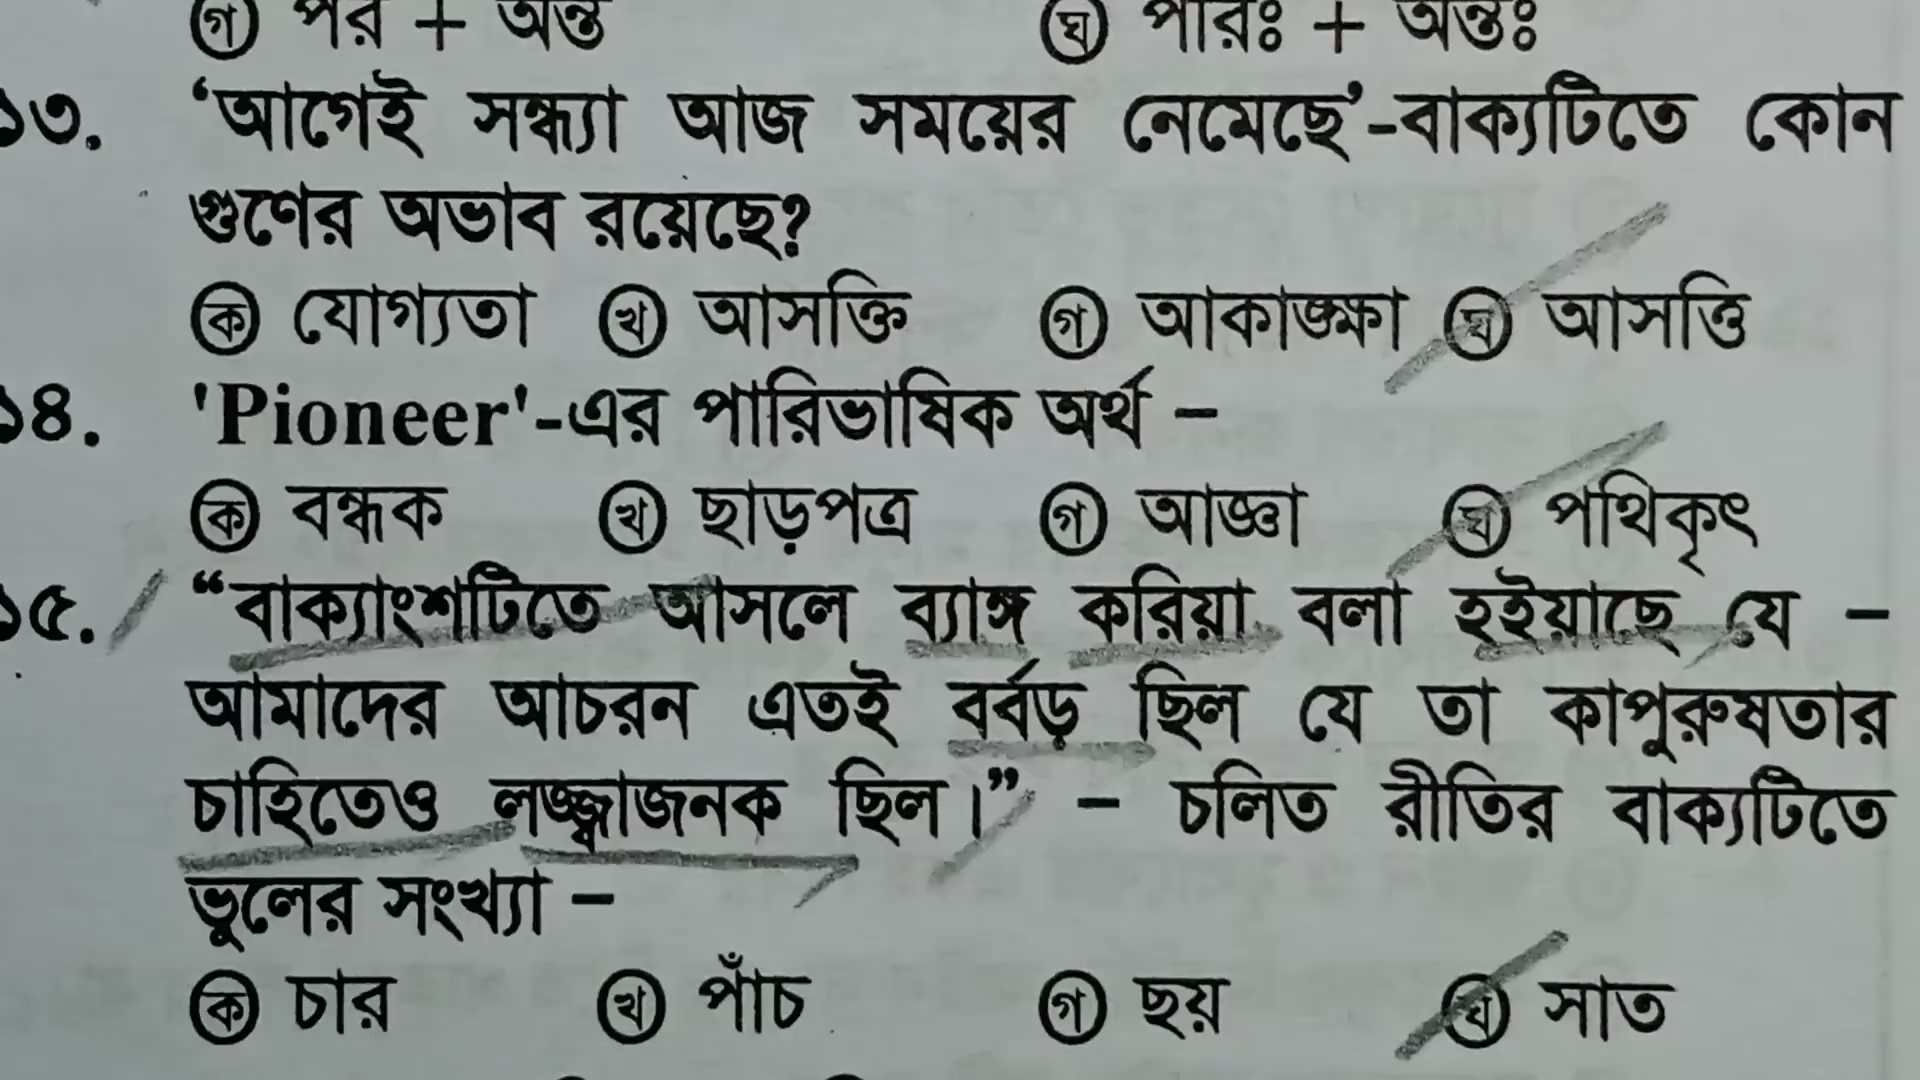 গ পর + অন্ত ঘ পরিঃ + অন্তঃ
১৩. ‘আগেই সন্ধ্যা আজ সময়ের নেমেছে’-বাক্যটিতে কোন
গুণের অভাব রয়েছে?
ক যোগ্যতা খ আসক্তি গ আকাঙ্ক্ষা ঘ আসত্তি
১৪. 'Pioneer'-এর পারিভাষিক অর্থ –
ক বন্ধক খ ছাড়পত্র গ আজ্ঞা ঘ পথিকৃৎ
১৫. “বাক্যাংশটিতে আসলে ব্যাঙ্গ করিয়া বলা হইয়াছে যে –
আমাদের আচরন এতই বর্বড় ছিল যে তা কাপুরুষতার
চাহিতেও লজ্জ্বাজনক ছিল।” – চলিত রীতির বাক্যটিতে
ভুলের সংখ্যা –
ক চার খ পাঁচ গ ছয় ঘ সাত